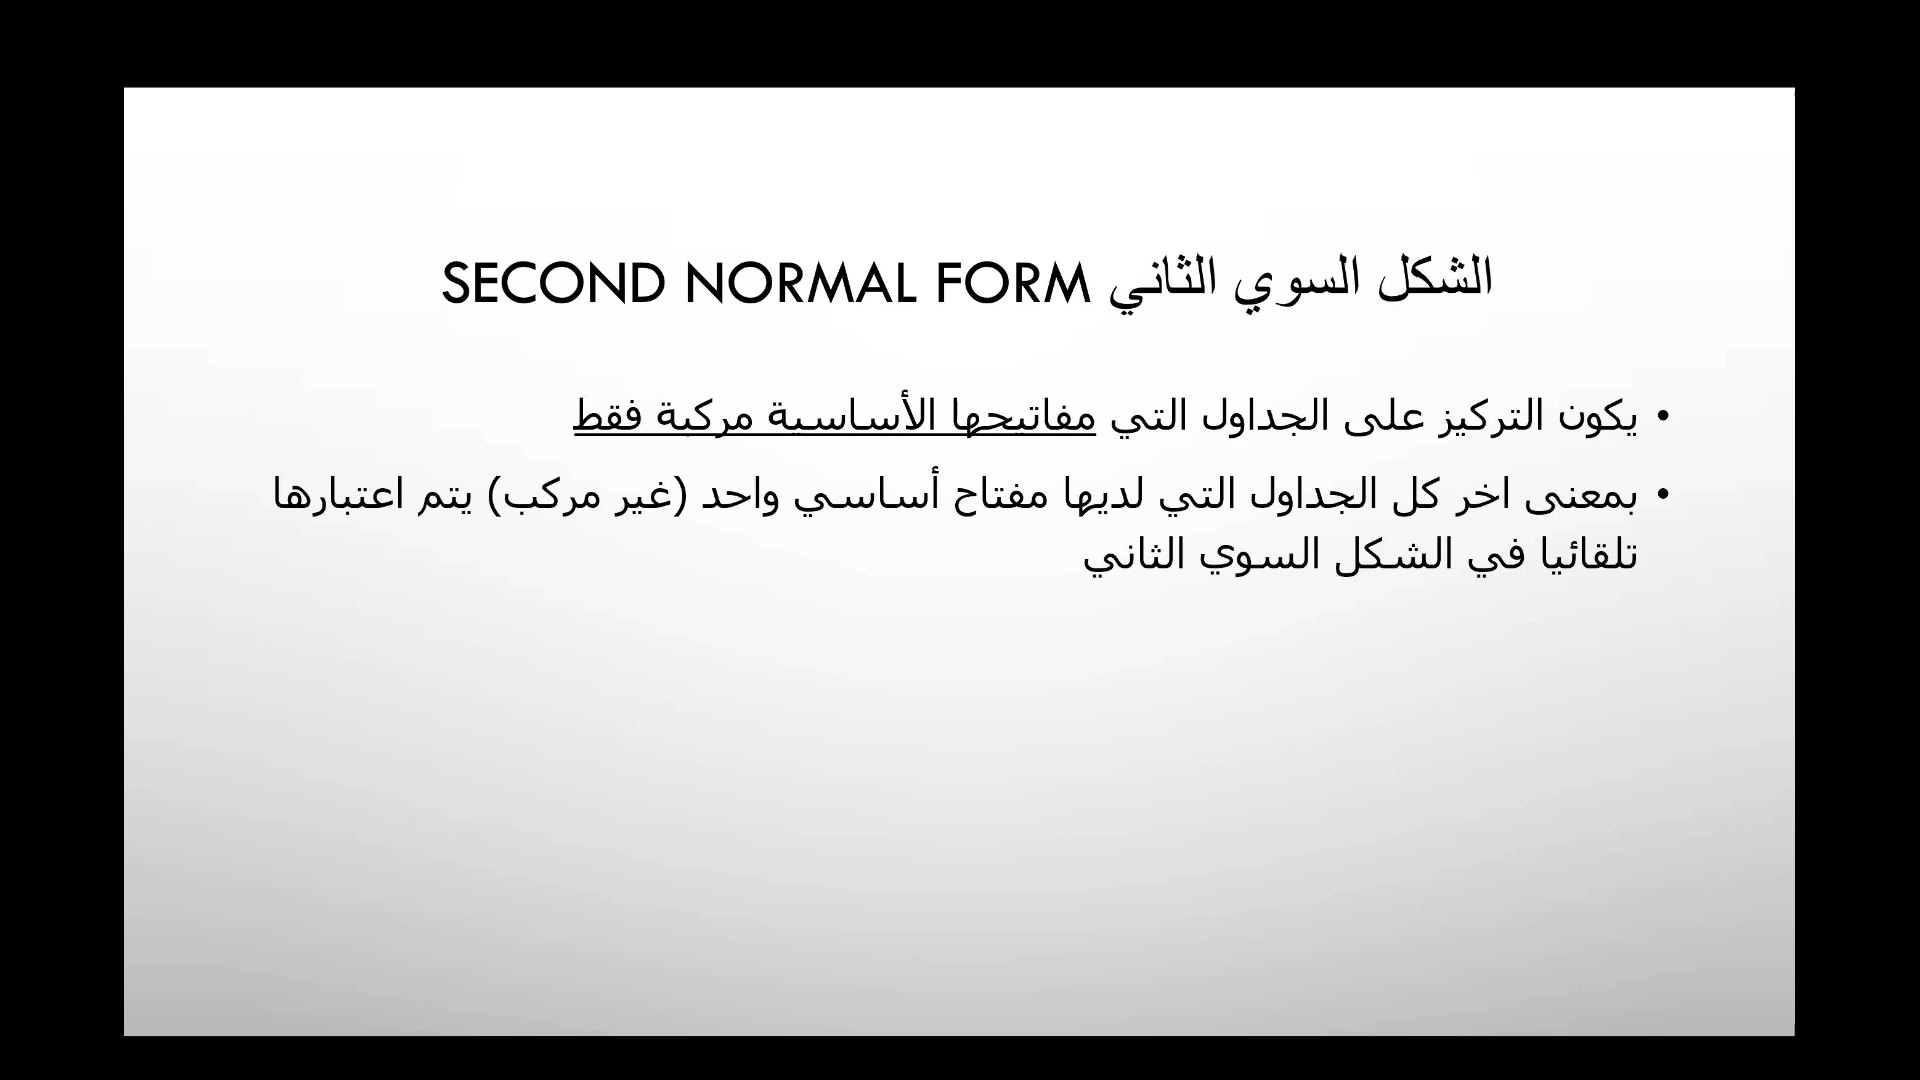 الشكل السوي الثاني SECOND NORMAL FORM
• يكون التركيز على الجداول التي مفاتيحها الأساسية مركبة فقط
• بمعنى اخر كل الجداول التي لديها مفتاح أساسي واحد (غير مركب) يتم اعتبارها
تلقائيا في الشكل السوي الثاني